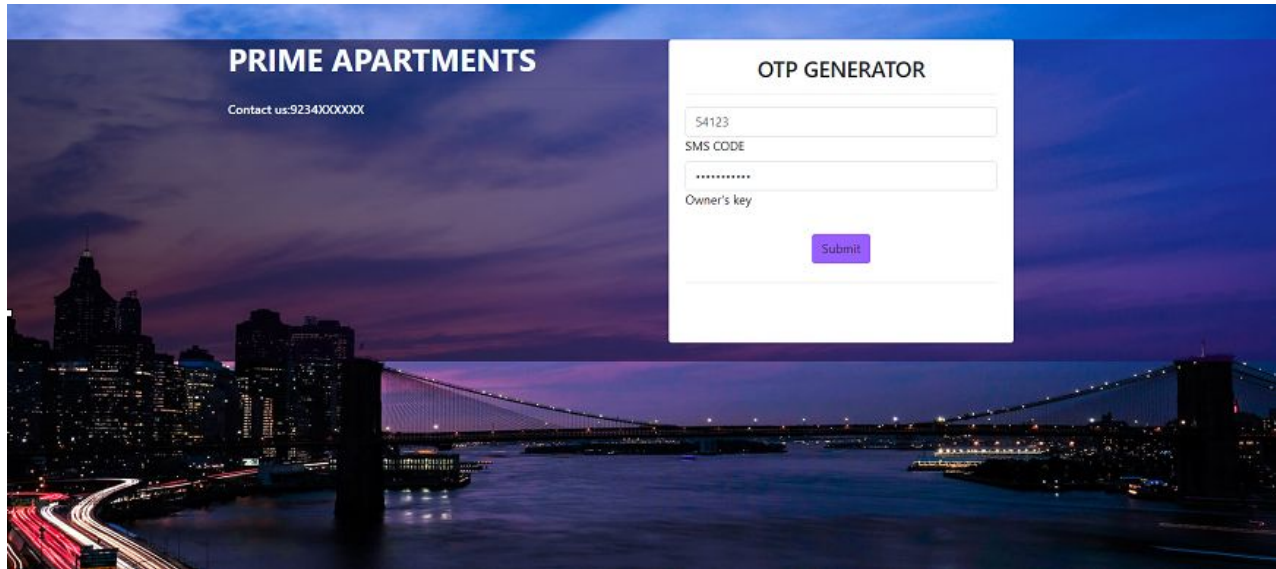 PRIME APARTMENTS
Contact us:9234XXXXXX
OTP GENERATOR
54123
SMS CODE
•••••••••••
Owner's key
Submit